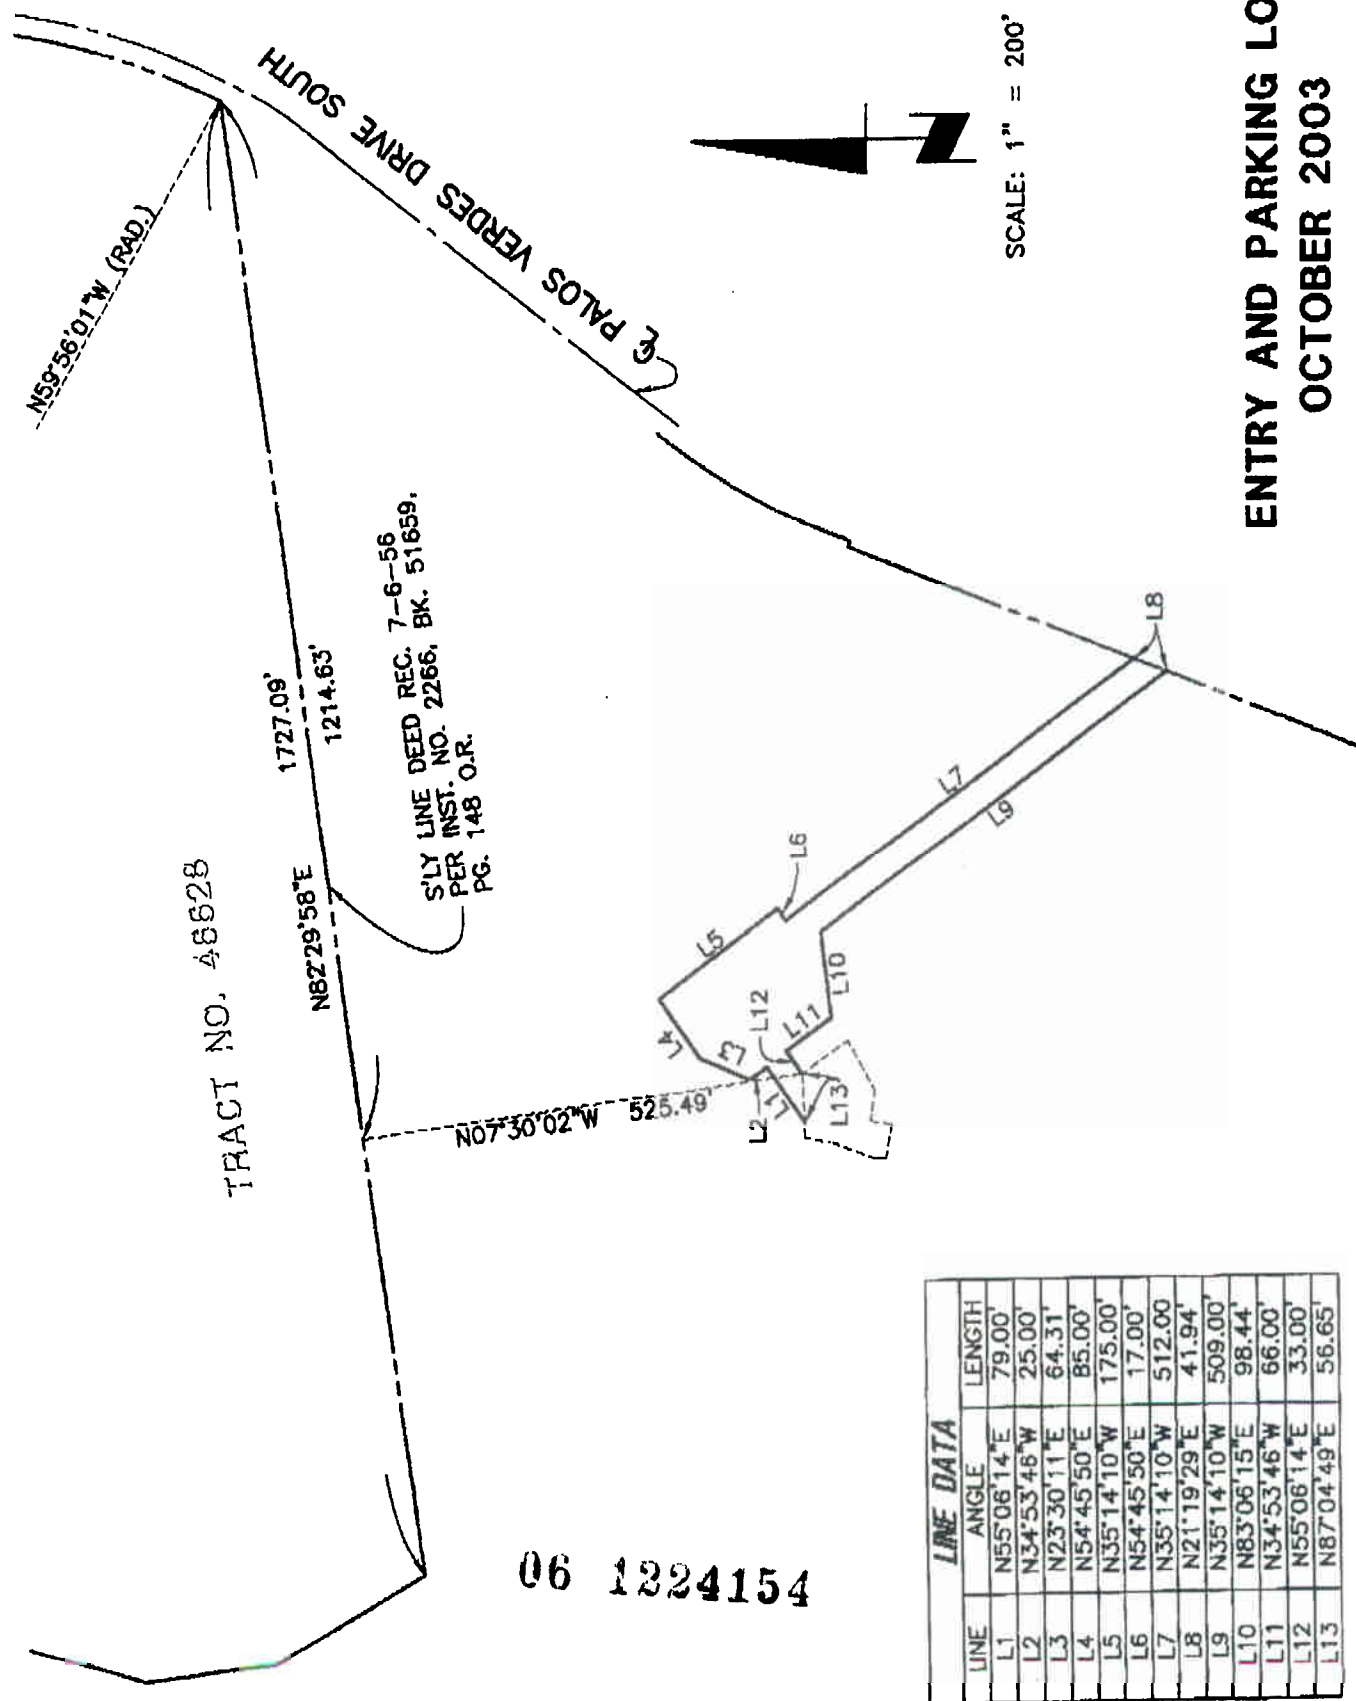 N59°56'01"W (RAD.)
℄ PALOS VERDES DRIVE SOUTH
TRACT NO. 46628
N82°29'58"E
1727.09'
1214.63'
S'LY LINE DEED REC. 7-6-56
PER INST. NO. 2266, BK. 51659,
PG. 148 O.R.
N07°30'02"W 525.49'
L1
L2
L3
L4
L5
L6
L7
L8
L9
L10
L11
L12
L13
SCALE: 1" = 200'
ENTRY AND PARKING LO
OCTOBER 2003
06 1224154
LINE DATA
LINE ANGLE LENGTH
L1 N55°06'14"E 79.00'
L2 N34°53'46"W 25.00'
L3 N23°30'11"E 64.31'
L4 N54°45'50"E 85.00'
L5 N35°14'10"W 175.00'
L6 N54°45'50"E 17.00'
L7 N35°14'10"W 512.00
L8 N21°19'29"E 41.94'
L9 N35°14'10"W 509.00'
L10 N83°06'15"E 98.44'
L11 N34°53'46"W 66.00'
L12 N55°06'14"E 33.00'
L13 N87°04'49"E 56.65'